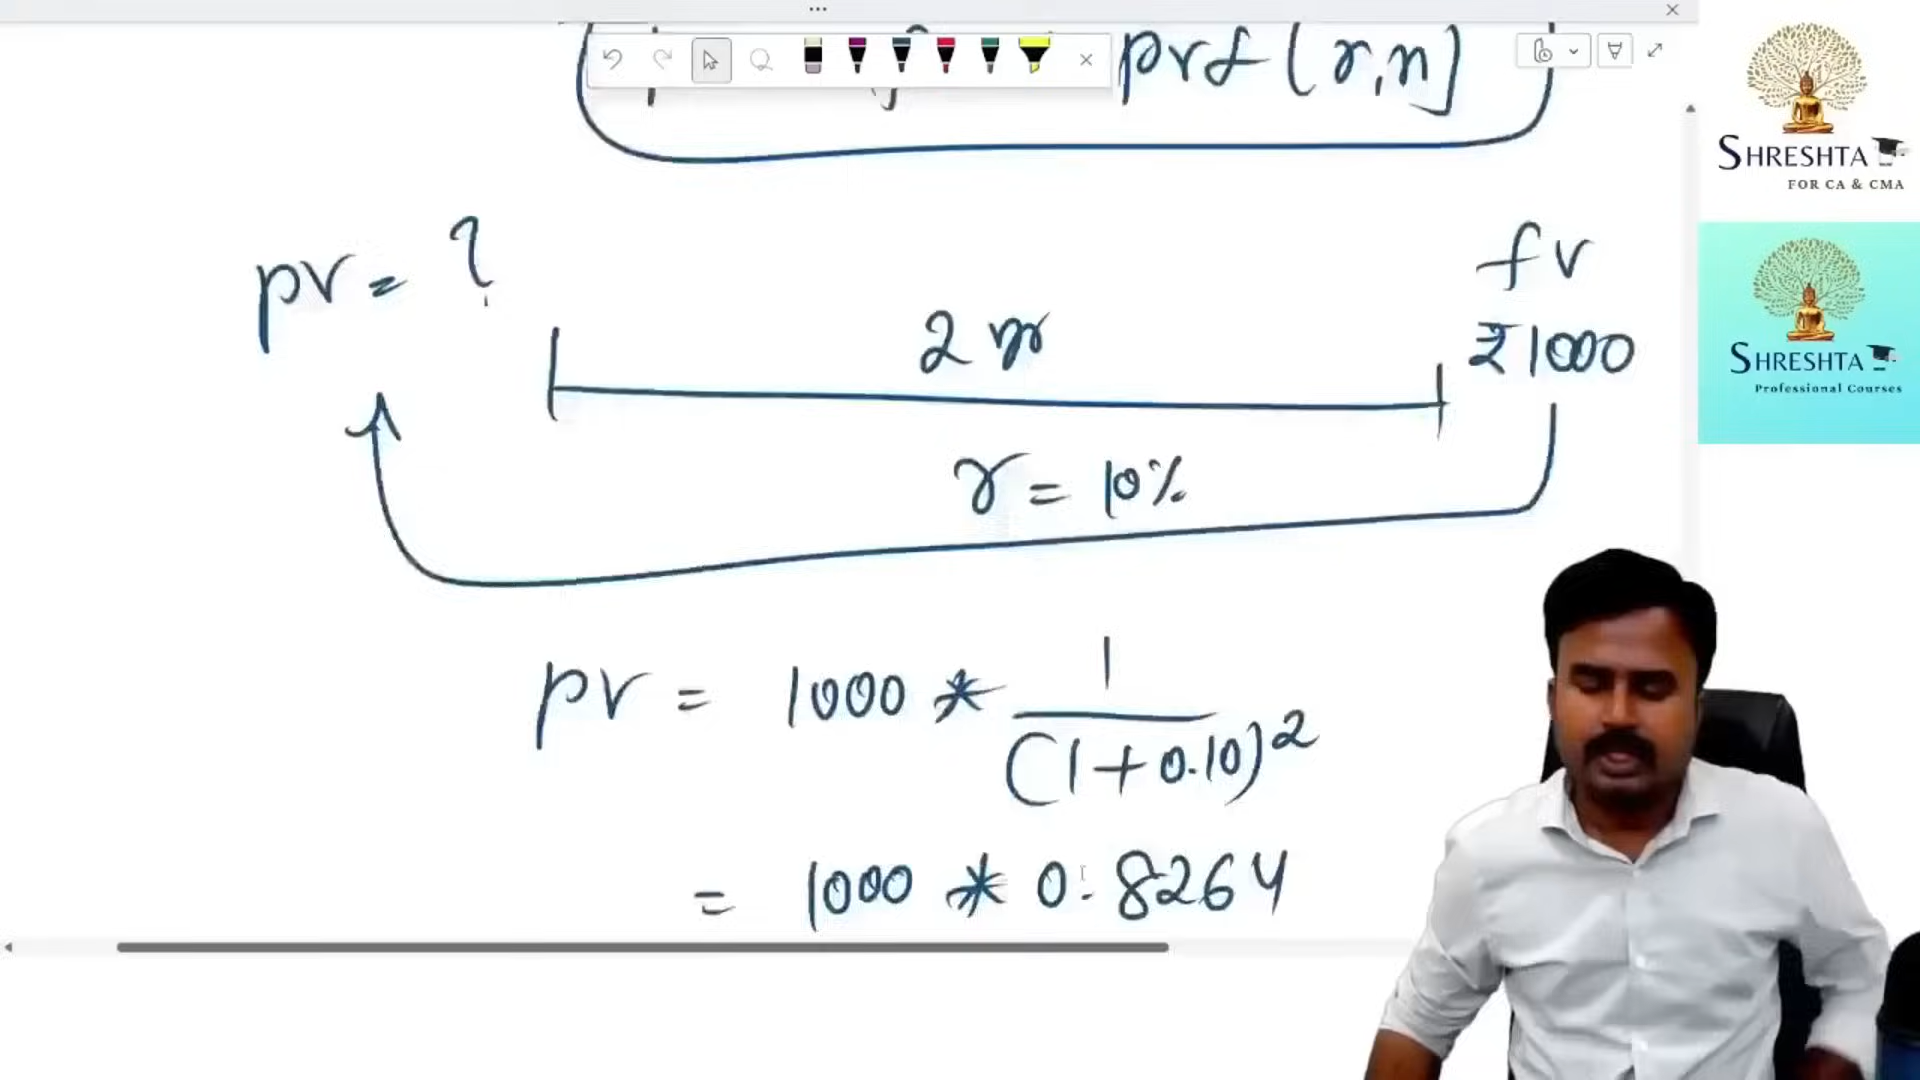 pvf (r,n]
SHRESHTA
FOR CA & CMA
pv = ?
2 yr
fv
₹1000
SHRESHTA
Professional Courses
r = 10%
pv = 1000 * 1
(1+0.10)2
= 1000 * 0.8264